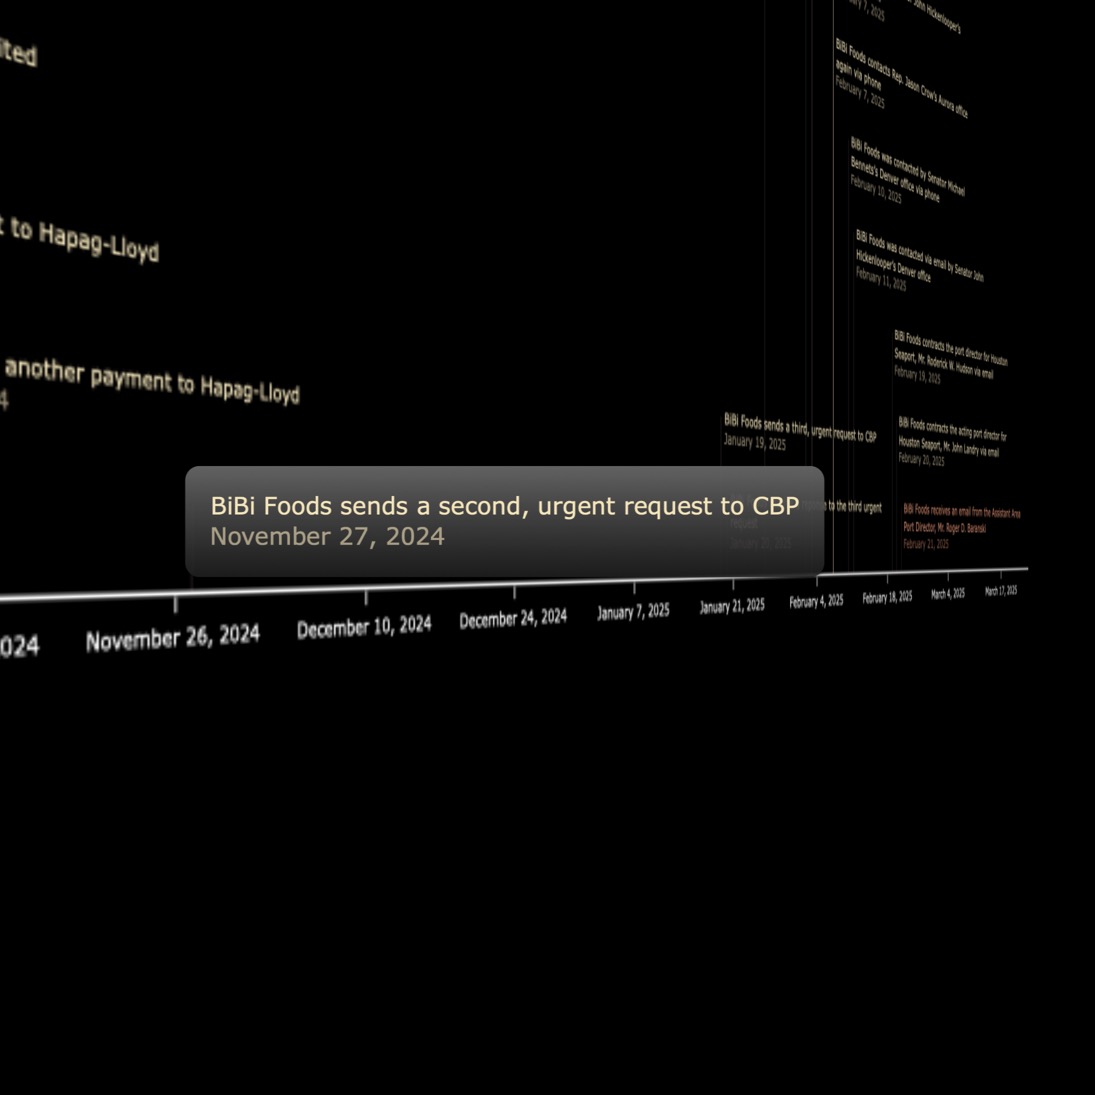 ited
t to Hapag-Lloyd
another payment to Hapag-Lloyd
4
John Hickenlooper's
ary 7, 2025
BiBi Foods contacts Rep. Jason Crow's Aurora office
again via phone
February 7, 2025
BiBi Foods was contacted by Senator Michael
Bennets's Denver office via phone
February 10, 2025
BiBi Foods was contacted via email by Senator John
Hickenlooper's Denver office
February 11, 2025
BiBi Foods contracts the port director for Houston
Seaport, Mr. Roderick W. Hudson via email
February 19, 2025
BiBi Foods sends a third, urgent request to CBP
January 19, 2025
BiBi Foods contracts the acting port director for
Houston Seaport, Mr. John Landry via email
February 20, 2025
BiBi Foods sends a second, urgent request to CBP
November 27, 2024
to the third urgent
request
January 20, 2025
BiBi Foods receives an email from the Assistant Area
Port Director, Mr. Roger D. Baranski
February 21, 2025
024
November 26, 2024
December 10, 2024
December 24, 2024
January 7, 2025
January 21, 2025
February 4, 2025
February 18, 2025
March 4, 2025
March 17, 2025